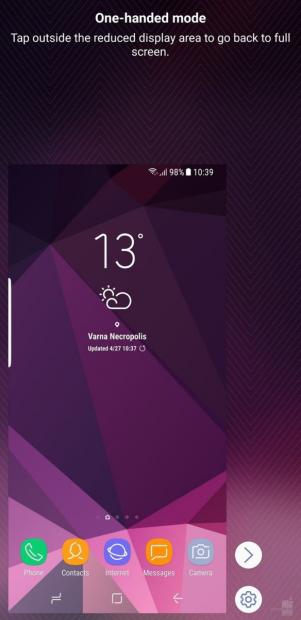 One-handed mode
Tap outside the reduced display area to go back to full
screen.
98% 10:39
13°
Varna Necropolis
Updated 4/27 10:37
Phone Contacts Internet Messages Camera